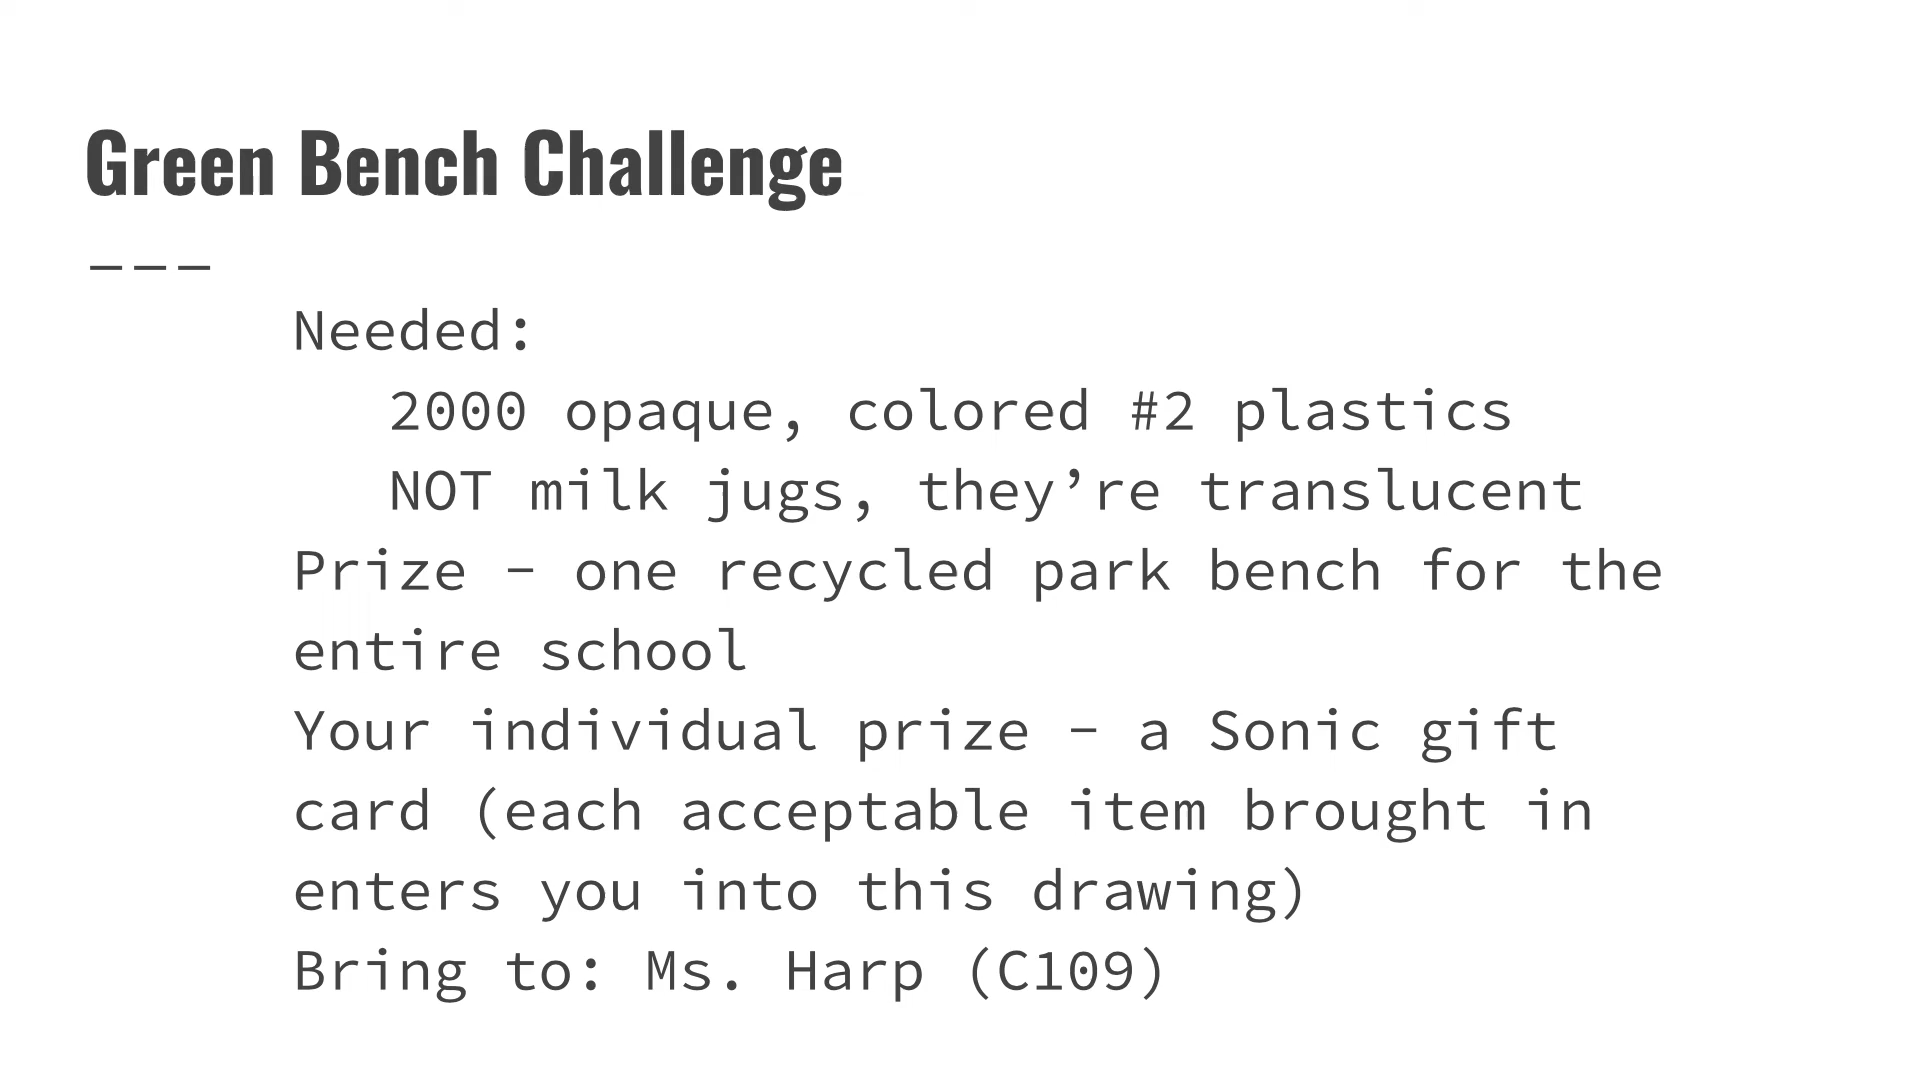 Green Bench Challenge
Needed:
2000 opaque, colored #2 plastics
NOT milk jugs, they’re translucent
Prize – one recycled park bench for the
entire school
Your individual prize – a Sonic gift
card (each acceptable item brought in
enters you into this drawing)
Bring to: Ms. Harp (C109)